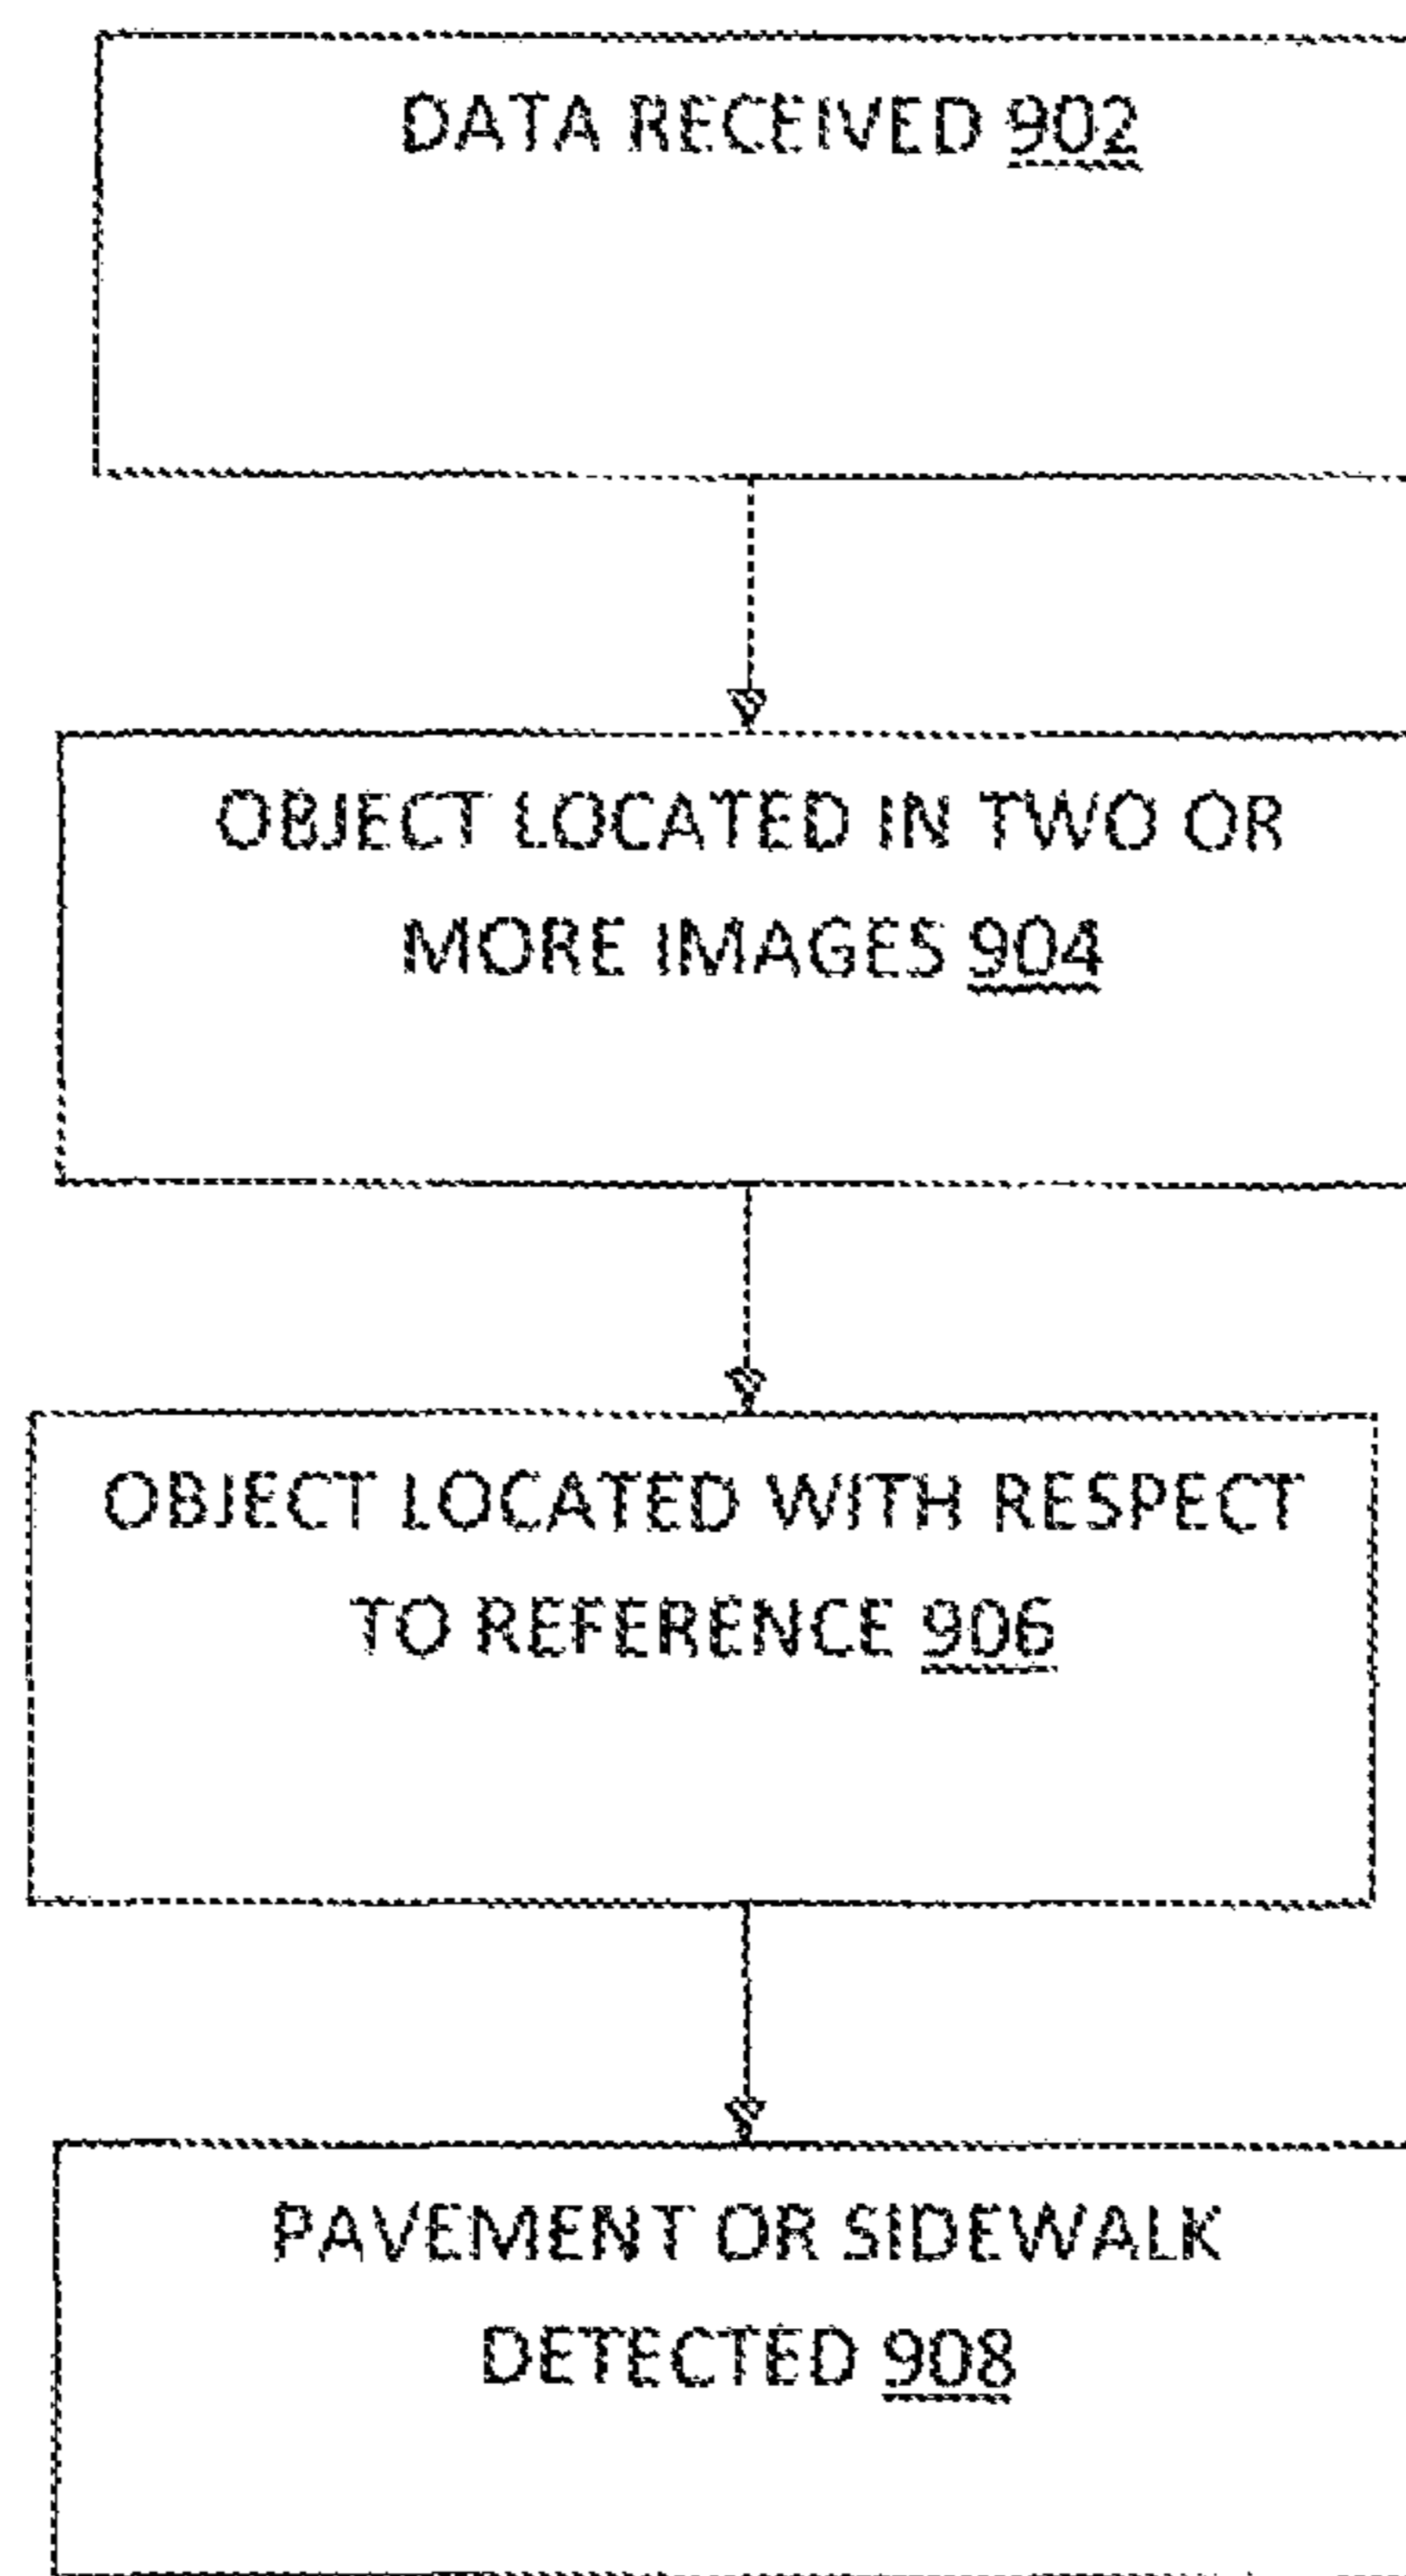 DATA RECEIVED 902
OBJECT LOCATED IN TWO OR
MORE IMAGES 904
OBJECT LOCATED WITH RESPECT
TO REFERENCE 906
PAVEMENT OR SIDEWALK
DETECTED 908